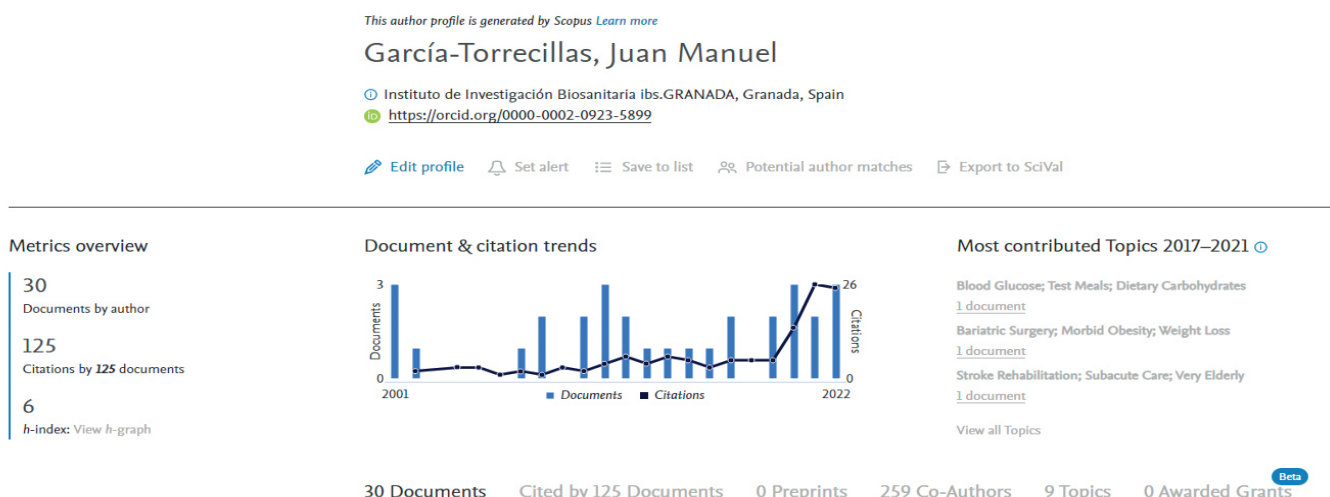 This author profile is generated by Scopus Learn more
García-Torrecillas, Juan Manuel
Instituto de Investigación Biosanitaria ibs.GRANADA, Granada, Spain
iD https://orcid.org/0000-0002-0923-5899
Edit profile Set alert Save to list Potential author matches Export to SciVal
Metrics overview
30
Documents by author
125
Citations by 125 documents
6
h-index: View h-graph
Document & citation trends
3
26
Documents
Citations
0
0
2001
2022
Documents Citations
Most contributed Topics 2017–2021
Blood Glucose; Test Meals; Dietary Carbohydrates
1 document
Bariatric Surgery; Morbid Obesity; Weight Loss
1 document
Stroke Rehabilitation; Subacute Care; Very Elderly
1 document
View all Topics
Beta
30 Documents Cited by 125 Documents 0 Preprints 259 Co-Authors 9 Topics 0 Awarded Grants